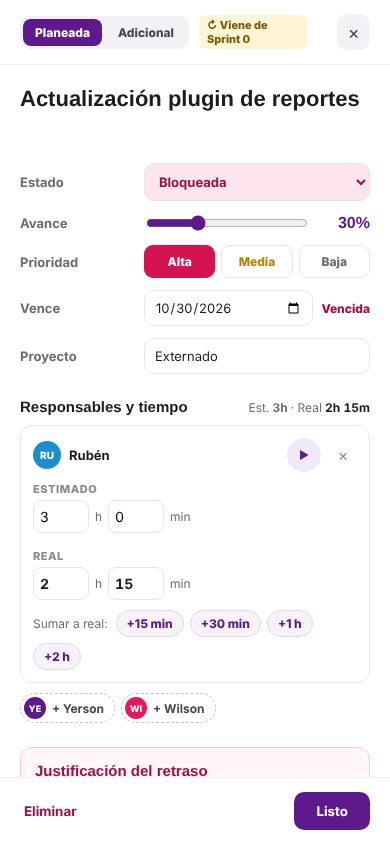 Planeada Adicional ↻ Viene de
Sprint 0 ×
Actualización plugin de reportes
Estado Bloqueada
Avance 30%
Prioridad Alta Media Baja
Vence 10/30/2026 Vencida
Proyecto Externado
Responsables y tiempo Est. 3h · Real 2h 15m
RU Rubén ×
ESTIMADO
3 h 0 min
REAL
2 h 15 min
Sumar a real: +15 min +30 min +1 h
+2 h
YE + Yerson WI + Wilson
Justificación del retraso
Eliminar Listo